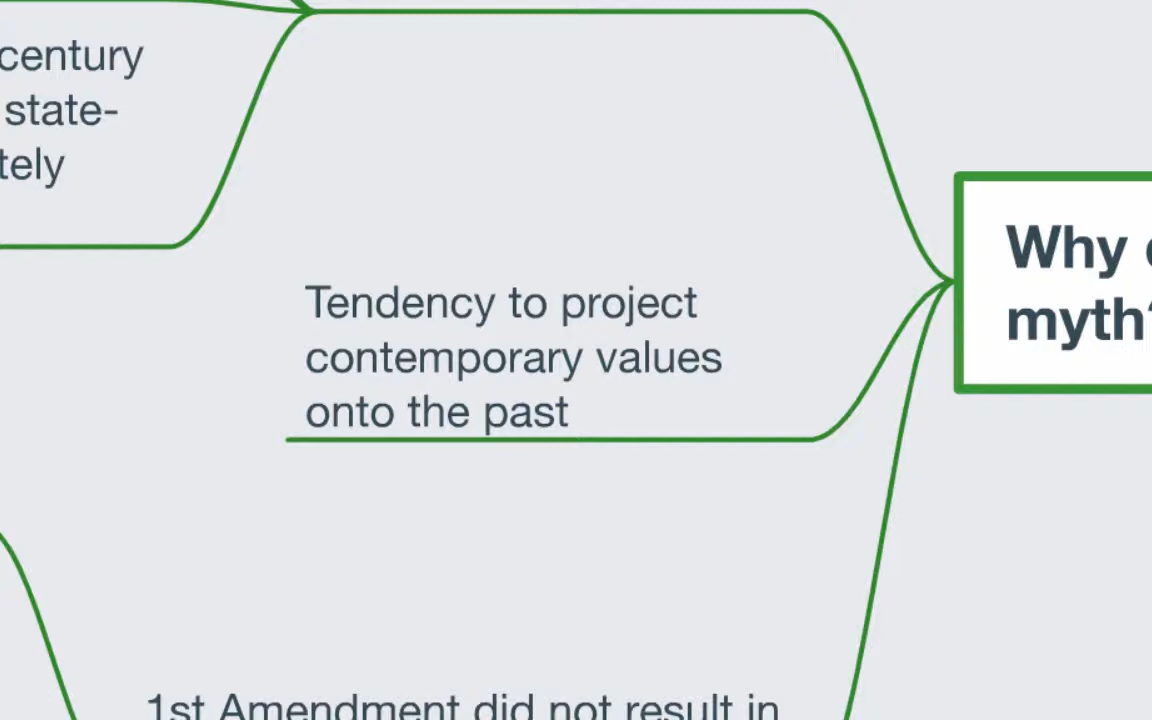 century
state-
tely
Tendency to project
contemporary values
onto the past
Why
myth?
1st Amendment did not result in